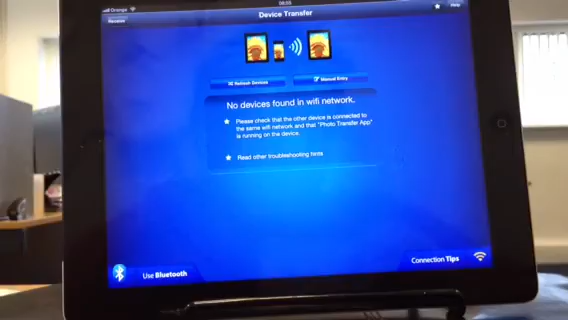 Orange
Device Transfer
Help
Refresh Devices
Manual Entry
No devices found in wifi network.
Please check that the other device is connected to
the same wifi network and that "Photo Transfer App"
is running on the device.
Read other troubleshooting hints
Use Bluetooth
Connection Tips